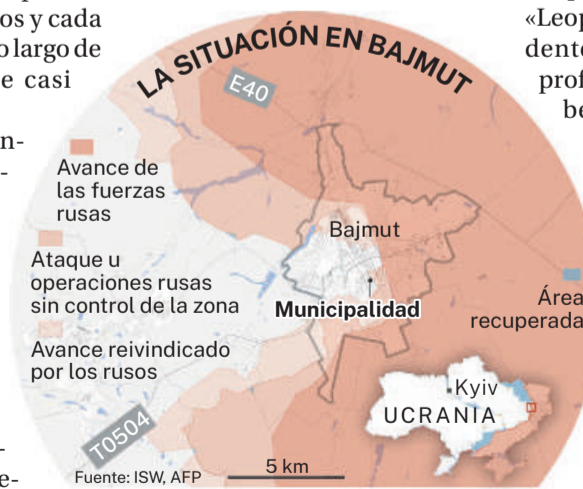 os y cada
o largo de
e casi
n-
-
-
e-
«Leop
dent
prof
be
LA SITUACIÓN EN BAJMUT
E40
Avance de
las fuerzas
rusas
Ataque u
operaciones rusas
sin control de la zona
Avance reivindicado
por los rusos
Bajmut
Municipalidad
Área
recuperada
Kyiv
UCRANIA
T0504
5 km
Fuente: ISW, AFP